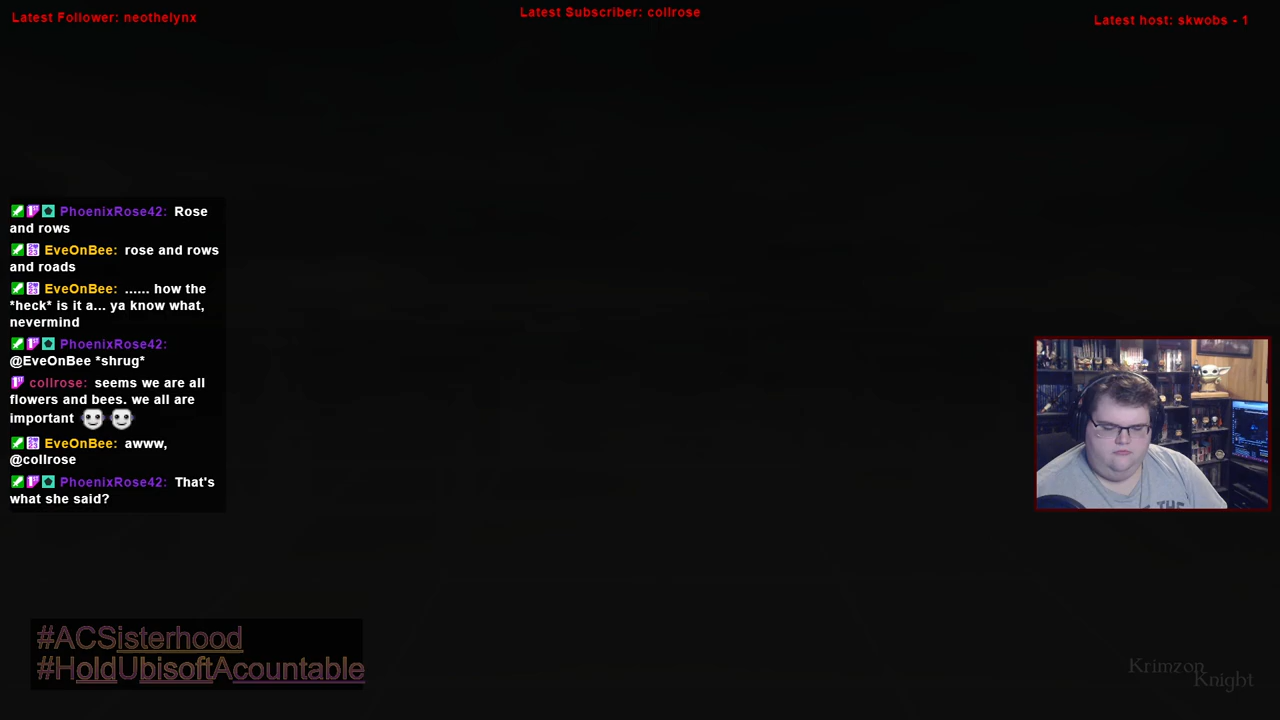 Latest Follower: neothelynx
Latest Subscriber: collrose
Latest host: skwobs - 1
PhoenixRose42: Rose
and rows
EveOnBee: rose and rows
and roads
EveOnBee: ...... how the
*heck* is it a... ya know what,
nevermind
PhoenixRose42:
@EveOnBee *shrug*
collrose: seems we are all
flowers and bees. we all are
important
EveOnBee: awww,
@collrose
PhoenixRose42: That's
what she said?
THE
#ACSisterhood
#HoldUbisoftAcountable
Krimzon
Knight